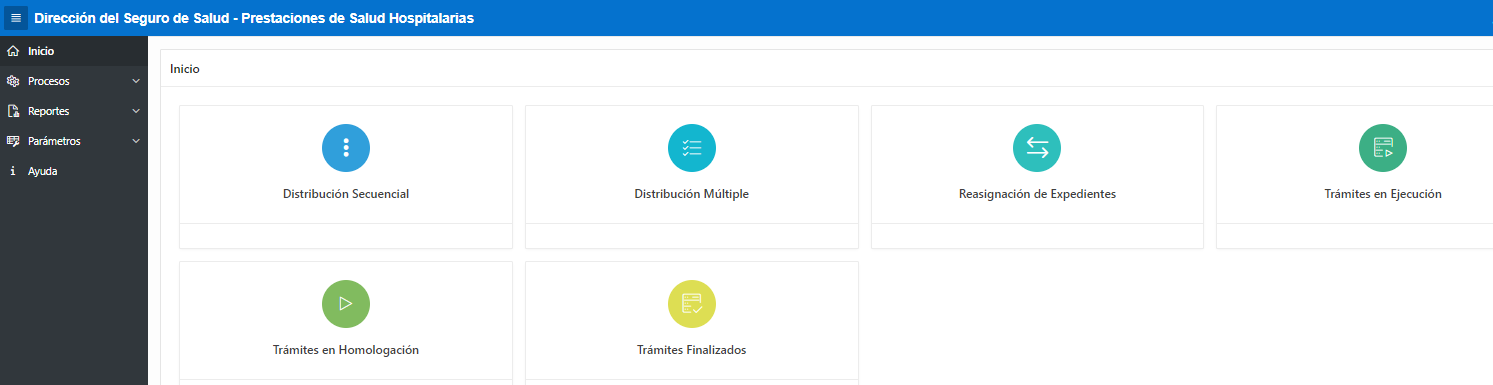 Dirección del Seguro de Salud - Prestaciones de Salud Hospitalarias
Inicio
Procesos
Reportes
Parámetros
Ayuda
Inicio
Distribución Secuencial
Distribución Múltiple
Reasignación de Expedientes
Trámites en Ejecución
Trámites en Homologación
Trámites Finalizados